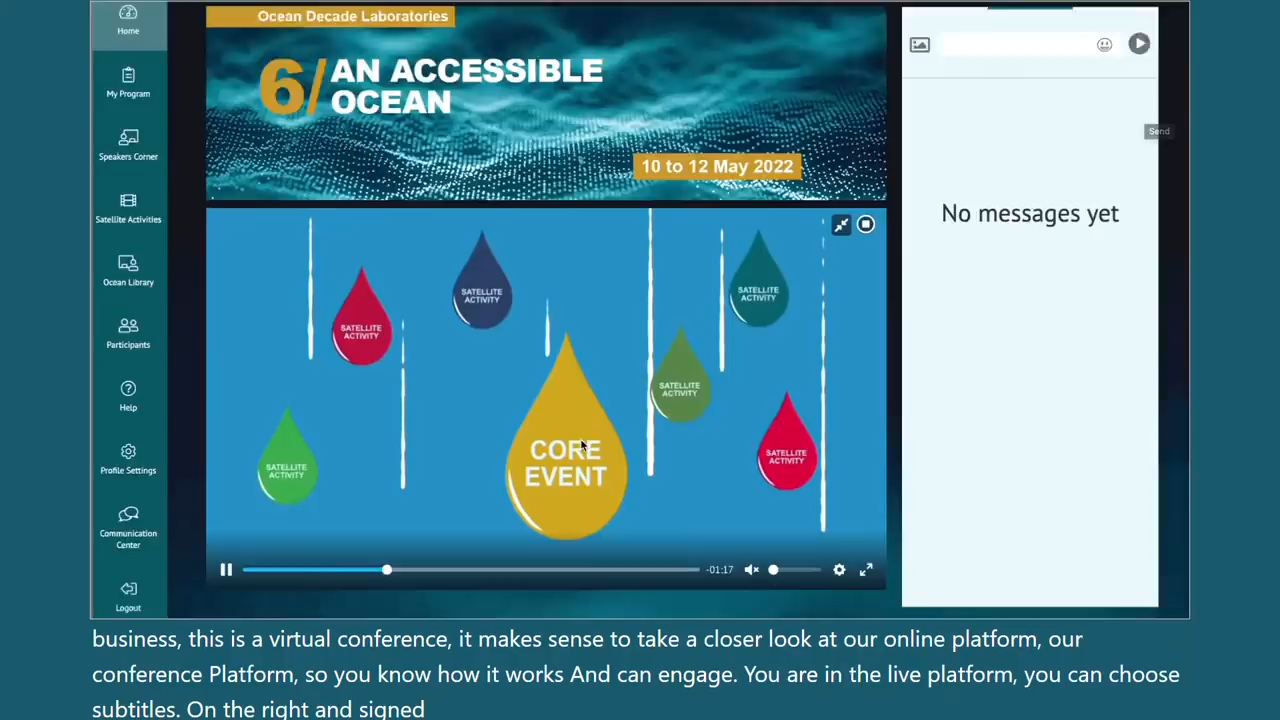 Home
My Program
Speakers Corner
Satellite Activities
Ocean Library
Participants
Help
Profile Settings
Communication
Center
Logout
Ocean Decade Laboratories
6/ AN ACCESSIBLE
OCEAN
10 to 12 May 2022
SATELLITE
ACTIVITY
SATELLITE
ACTIVITY
SATELLITE
ACTIVITY
SATELLITE
ACTIVITY
SATELLITE
ACTIVITY
SATELLITE
ACTIVITY
CORE
EVENT
-01:17
Send
No messages yet
business, this is a virtual conference, it makes sense to take a closer look at our online platform, our
conference Platform, so you know how it works And can engage. You are in the live platform, you can choose
subtitles. On the right and signed